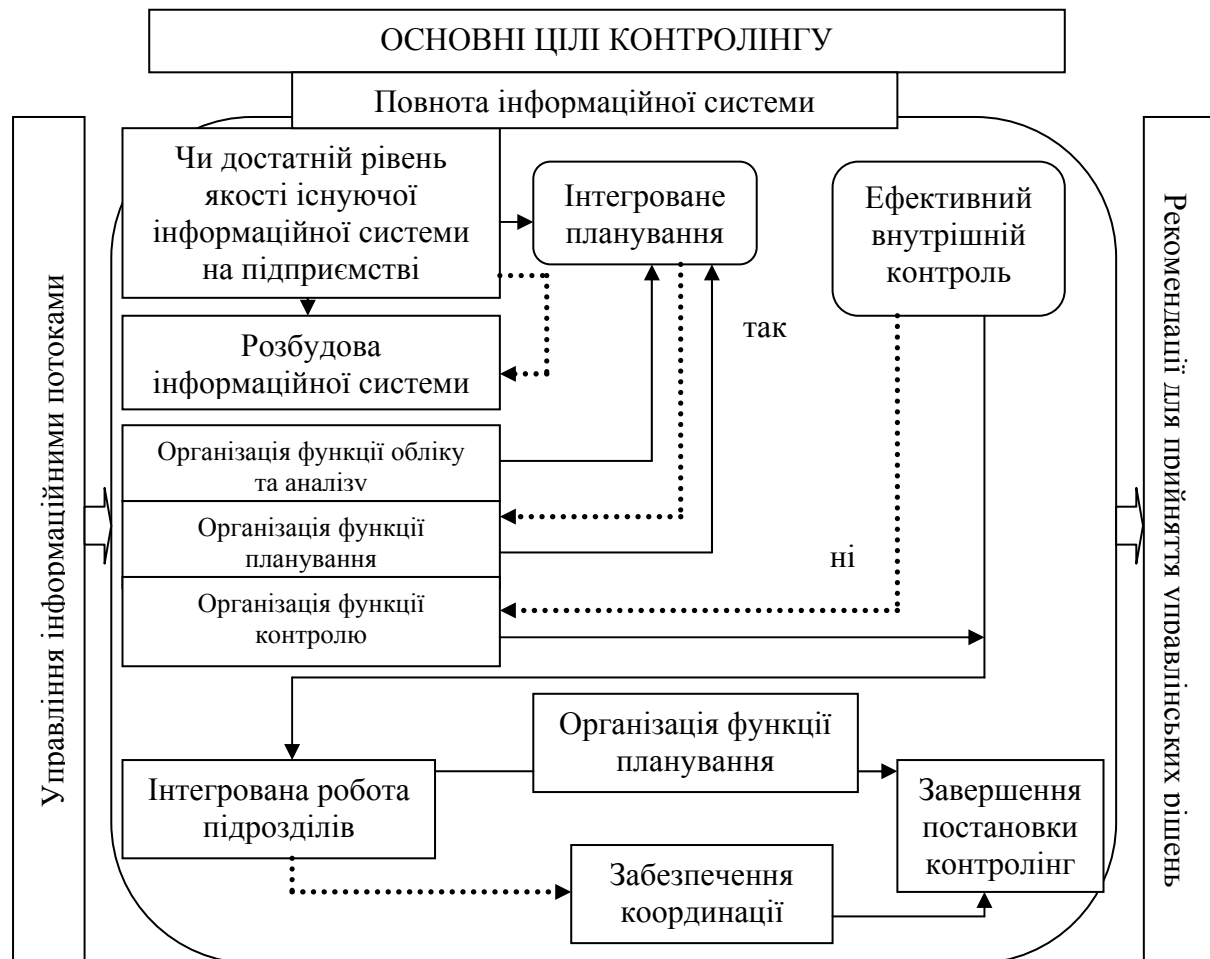 ОСНОВНІ ЦІЛІ КОНТРОЛІНГУ
Повнота інформаційної системи
Управління інформаційними потоками
Чи достатній рівень
якості існуючої
інформаційної системи
на підприємстві
Інтегроване
планування
Ефективний
внутрішній
контроль
так
Розбудова
інформаційної системи
Організація функції обліку
та аналізу
Організація функції
планування
ні
Організація функції
контролю
Організація функції
планування
Інтегрована робота
підрозділів
Завершення
постановки
контролінг
Забезпечення
координації
Рекомендації для прийняття управлінських рішень